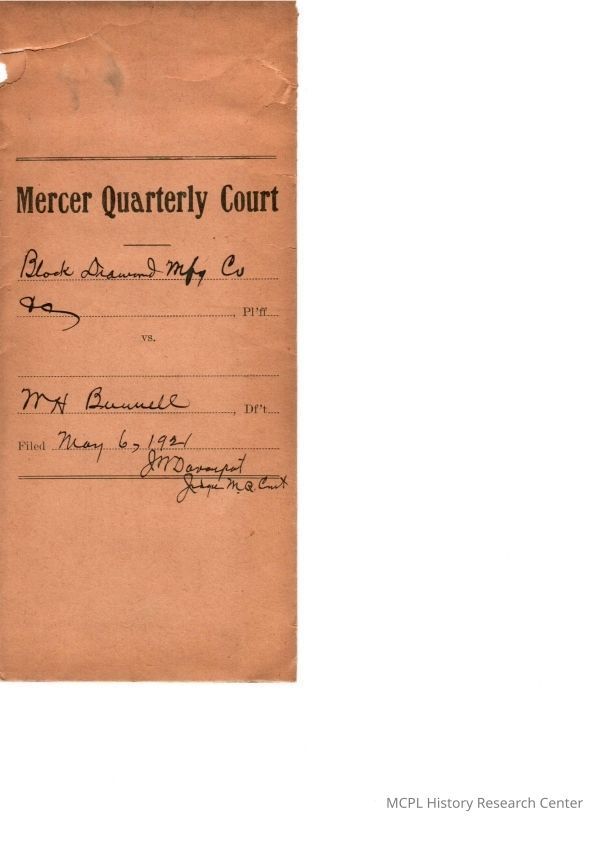 Mercer Quarterly Court
Black Diamond Mfg Co
, Pl'ff
vs.
W H Bunnell , Df't
Filed May 6, 1921
J W Davenport
Judge M. Q. Court
MCPL History Research Center